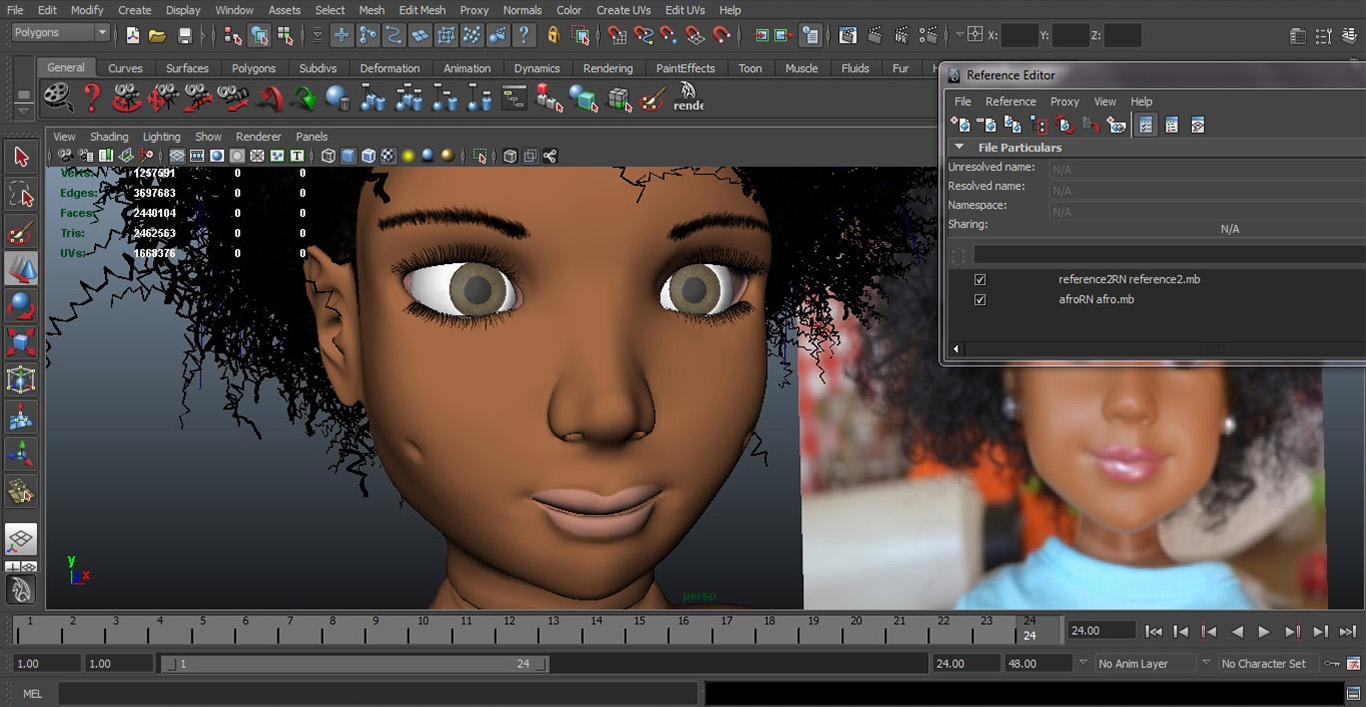 File Edit Modify Create Display Window Assets Select Mesh Edit Mesh Proxy Normals Color Create UVs Edit UVs Help
Polygons X: Y: Z:
General Curves Surfaces Polygons Subdivs Deformation Animation Dynamics Rendering PaintEffects Toon Muscle Fluids Fur
rende
View Shading Lighting Show Renderer Panels
Verts: 1257591 0 0
Edges: 3697683 0 0
Faces: 2440104 0 0
Tris: 2462563 0 0
UVs: 1668376 0 0
Reference Editor
File Reference Proxy View Help
File Particulars
Unresolved name: N/A
Resolved name: N/A
Namespace: N/A
Sharing: N/A
reference2RN reference2.mb
afroRN afro.mb
y
x
persp
1 2 3 4 5 6 7 8 9 10 11 12 13 14 15 16 17 18 19 20 21 22 23 24
24
24.00
1.00 1.00 1 24 24.00 48.00 No Anim Layer No Character Set
MEL